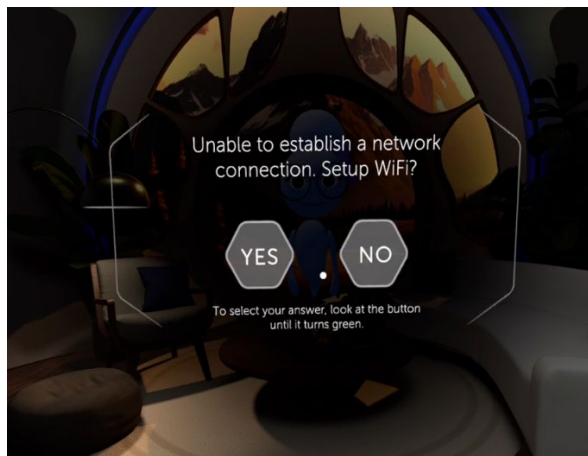 Unable to establish a network
connection. Setup WiFi?
YES
NO
To select your answer, look at the button
until it turns green.